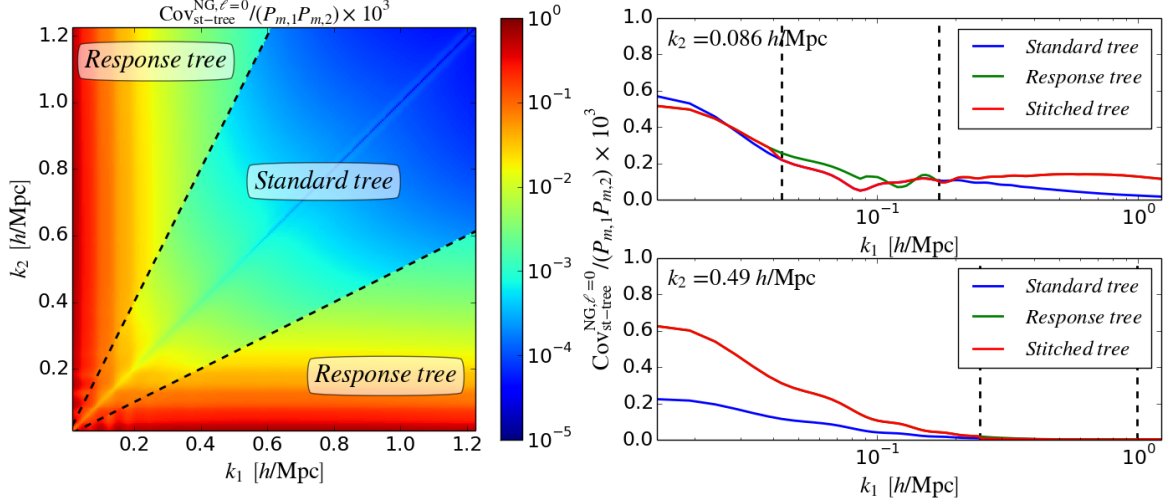 Cov^{NG,ℓ=0}_{st−tree}/(P_{m,1}P_{m,2}) × 10^3
Response tree
Standard tree
Response tree
1.2
1.0
0.8
0.6
0.4
0.2
k_2 [h/Mpc]
0.2 0.4 0.6 0.8 1.0 1.2
k_1 [h/Mpc]
10^0
10^{-1}
10^{-2}
10^{-3}
10^{-4}
10^{-5}
Cov^{NG,ℓ=0}_{st−tree}/(P_{m,1}P_{m,2}) × 10^3
k_2 =0.086 h/Mpc
Standard tree
Response tree
Stitched tree
1.0
0.8
0.6
0.4
0.2
0.0
10^{-1} 10^0
k_1 [h/Mpc]
k_2 =0.49 h/Mpc
Standard tree
Response tree
Stitched tree
1.0
0.8
0.6
0.4
0.2
0.0
10^{-1} 10^0
k_1 [h/Mpc]